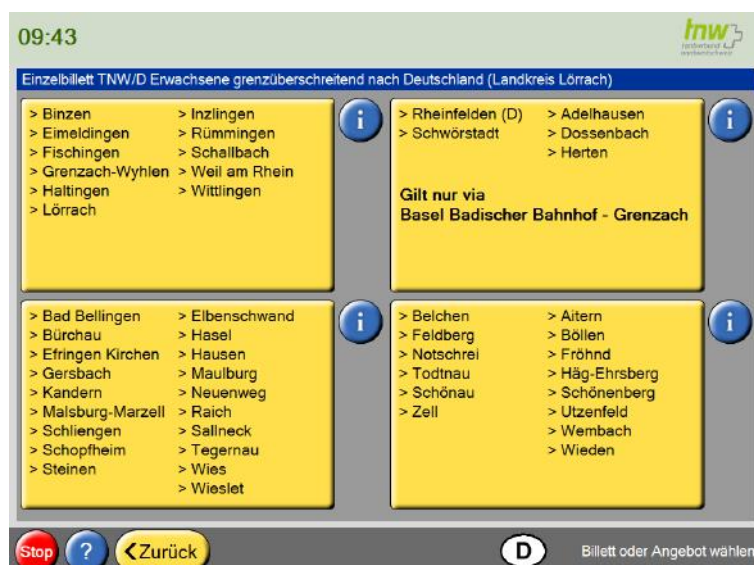 09:43
tnw
Einzelbillett TNW/D Erwachsene grenzüberschreitend nach Deutschland (Landkreis Lörrach)
> Binzen
> Eimeldingen
> Fischingen
> Grenzach-Wyhlen
> Haltingen
> Lörrach
> Inzlingen
> Rümmingen
> Schallbach
> Weil am Rhein
> Wittlingen
i
> Rheinfelden (D)
> Schwörstadt
> Adelhausen
> Dossenbach
> Herten
Gilt nur via
Basel Badischer Bahnhof - Grenzach
i
> Bad Bellingen
> Bürchau
> Efringen Kirchen
> Gersbach
> Kandern
> Malsburg-Marzell
> Schliengen
> Schopfheim
> Steinen
> Elbenschwand
> Hasel
> Hausen
> Maulburg
> Neuenweg
> Raich
> Sallneck
> Tegernau
> Wies
> Wieslet
i
> Belchen
> Feldberg
> Notschrei
> Todtnau
> Schönau
> Zell
> Aitern
> Böllen
> Fröhnd
> Häg-Ehrsberg
> Schönenberg
> Utzenfeld
> Wembach
> Wieden
i
Stop
?
<Zurück
D
Billett oder Angebot wählen